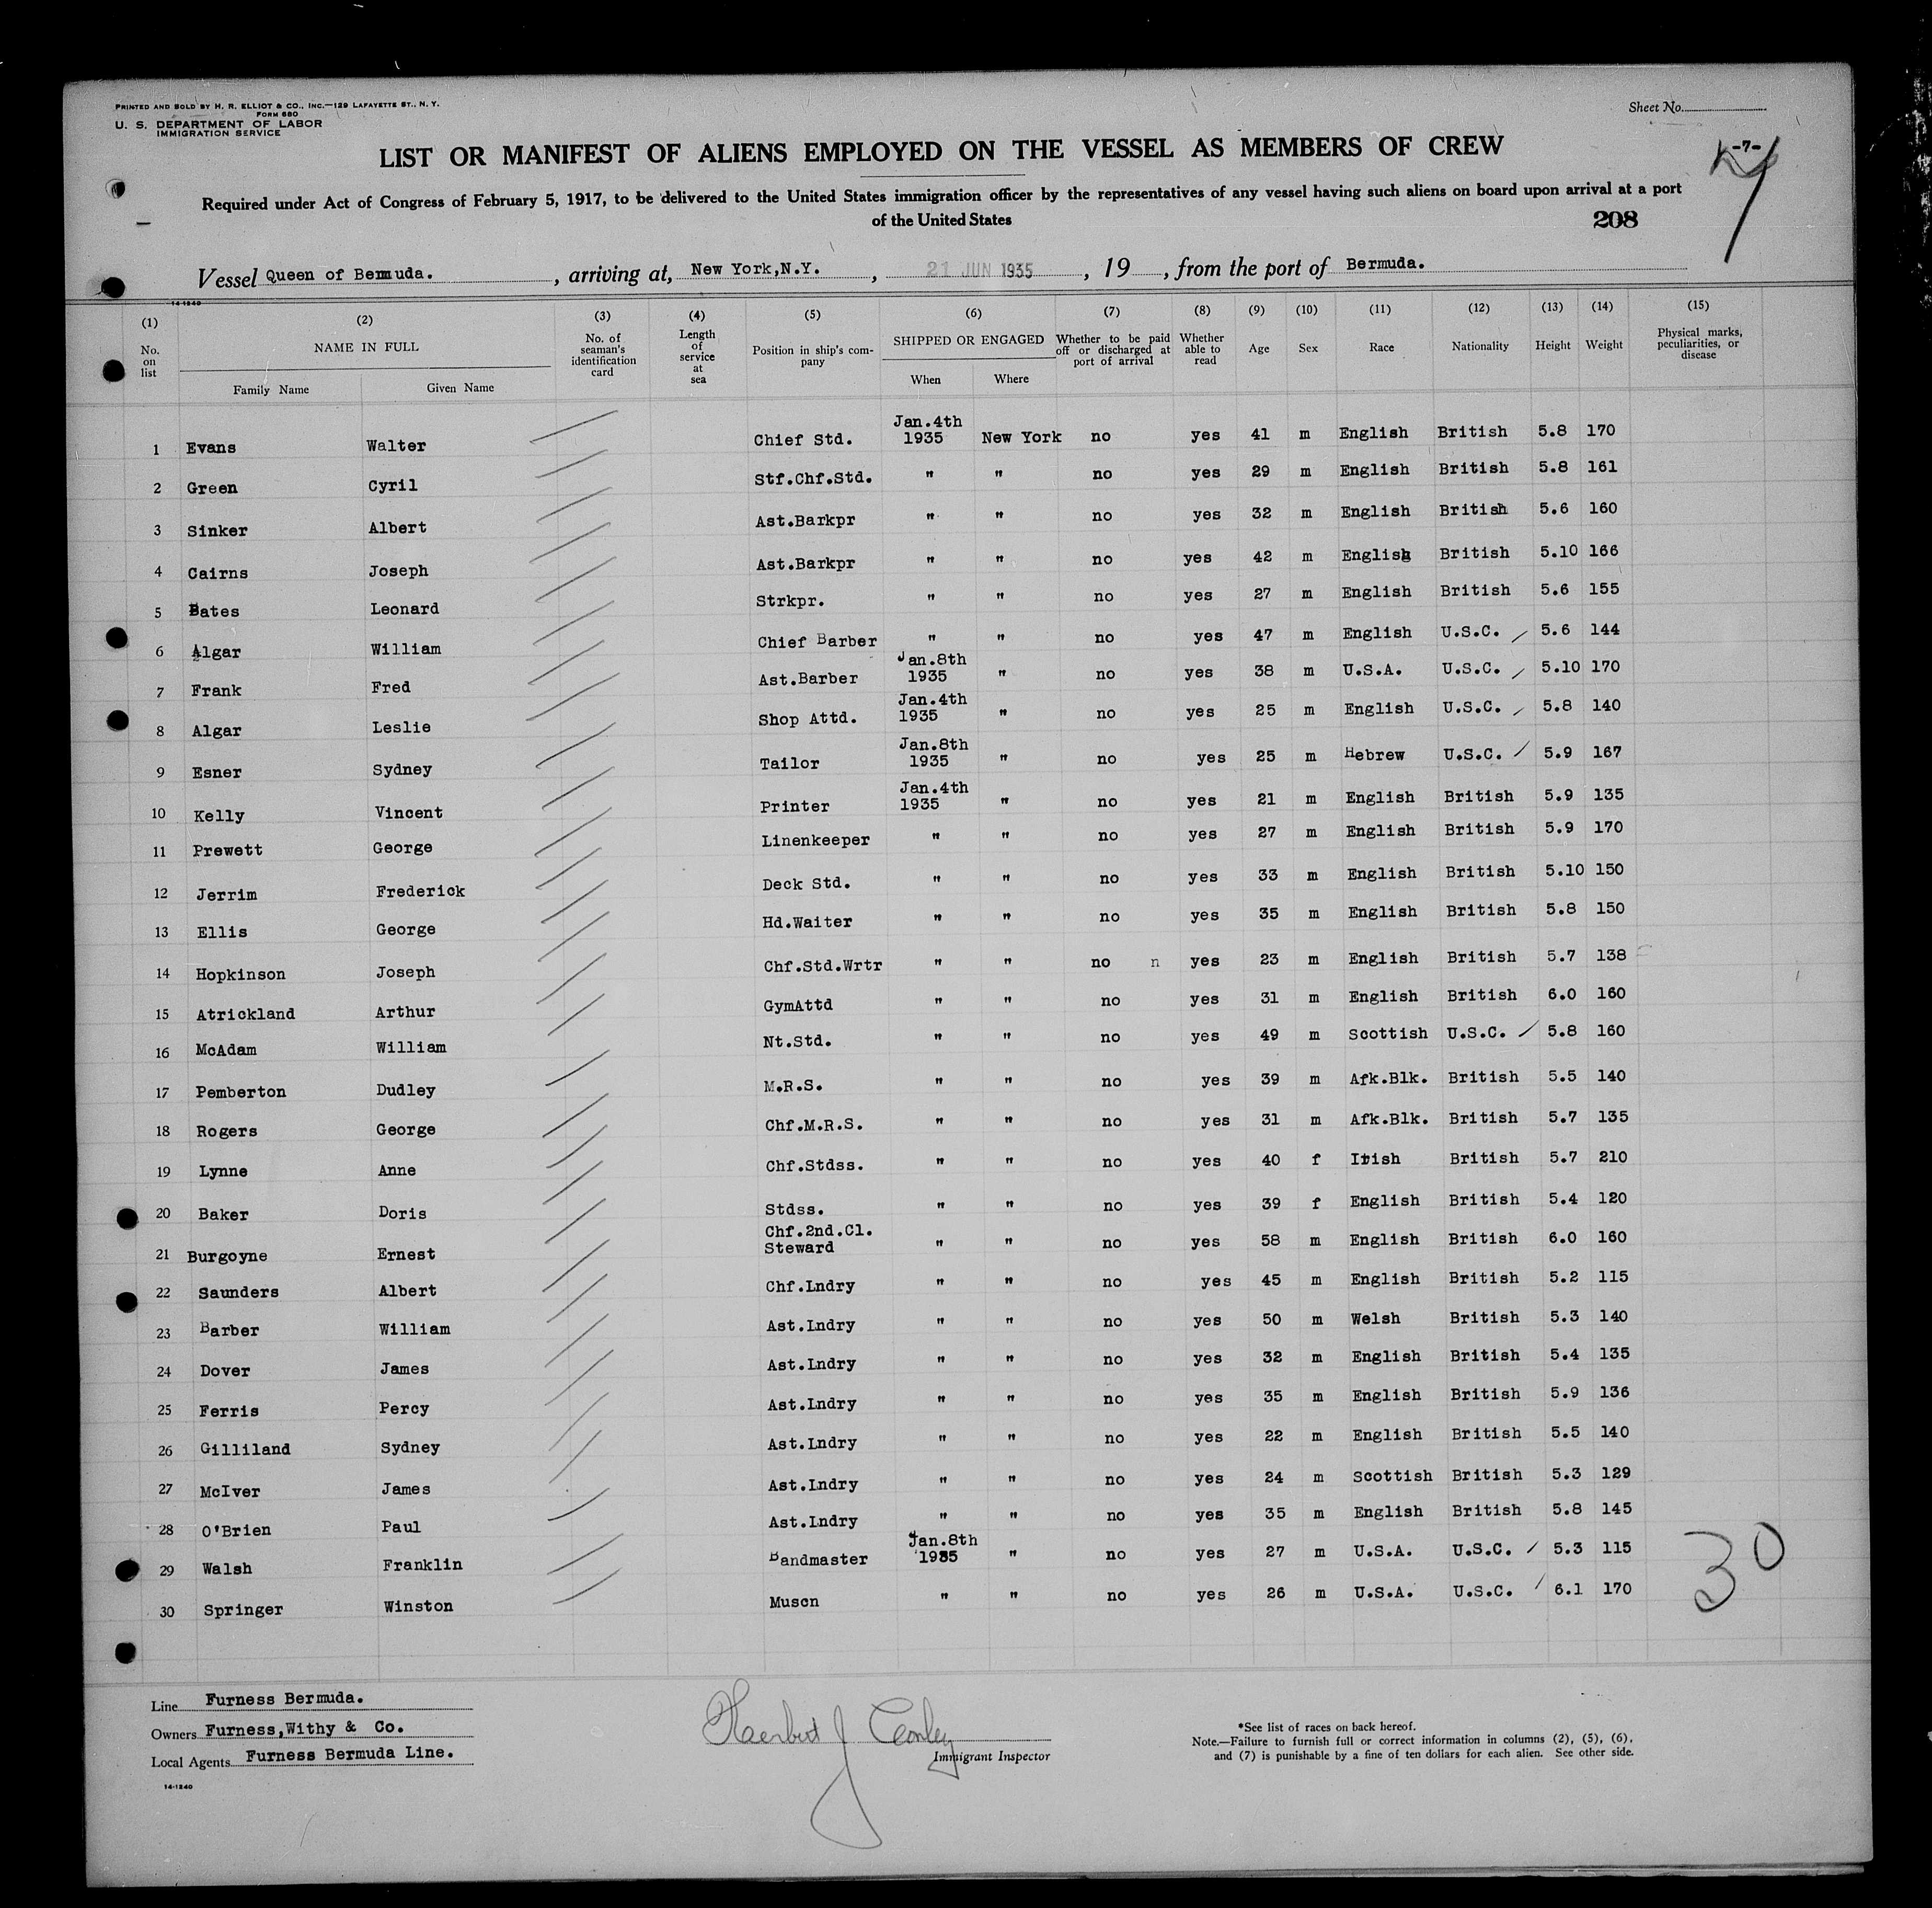 PRINTED AND SOLD BY H. R. ELLIOT & CO., INC.—129 LAFAYETTE ST., N. Y.
FORM 680
U. S. DEPARTMENT OF LABOR
IMMIGRATION SERVICE
Sheet No.
-7-
LIST OR MANIFEST OF ALIENS EMPLOYED ON THE VESSEL AS MEMBERS OF CREW
Required under Act of Congress of February 5, 1917, to be delivered to the United States immigration officer by the representatives of any vessel having such aliens on board upon arrival at a port
of the United States
208
Vessel Queen of Bermuda. , arriving at, New York,N.Y. , 21 JUN 1935 , 19 , from the port of Bermuda.
14-1240
(1) (2) (3) (4) (5) (6) (7) (8) (9) (10) (11) (12) (13) (14) (15)
No. on list NAME IN FULL Family Name Given Name No. of seaman's identification card Length of service at sea Position in ship's company SHIPPED OR ENGAGED When Where Whether to be paid off or discharged at port of arrival Whether able to read Age Sex Race Nationality Height Weight Physical marks, peculiarities, or disease
1 Evans Walter Chief Std. Jan.4th 1935 New York no yes 41 m English British 5.8 170
2 Green Cyril Stf.Chf.Std. " " no yes 29 m English British 5.8 161
3 Sinker Albert Ast.Barkpr " " no yes 32 m English British 5.6 160
4 Cairns Joseph Ast.Barkpr " " no yes 42 m English British 5.10 166
5 Bates Leonard Strkpr. " " no yes 27 m English British 5.6 155
6 Algar William Chief Barber " " no yes 47 m English U.S.C. 5.6 144
7 Frank Fred Ast.Barber Jan.8th 1935 " no yes 38 m U.S.A. U.S.C. 5.10 170
8 Algar Leslie Shop Attd. Jan.4th 1935 " no yes 25 m English U.S.C. 5.8 140
9 Esner Sydney Tailor Jan.8th 1935 " no yes 25 m Hebrew U.S.C. 5.9 167
10 Kelly Vincent Printer Jan.4th 1935 " no yes 21 m English British 5.9 135
11 Prewett George Linenkeeper " " no yes 27 m English British 5.9 170
12 Jerrim Frederick Deck Std. " " no yes 33 m English British 5.10 150
13 Ellis George Hd.Waiter " " no yes 35 m English British 5.8 150
14 Hopkinson Joseph Chf.Std.Wrtr " " no n yes 23 m English British 5.7 138
15 Atrickland Arthur GymAttd " " no yes 31 m English British 6.0 160
16 McAdam William Nt.Std. " " no yes 49 m Scottish U.S.C. 5.8 160
17 Pemberton Dudley M.R.S. " " no yes 39 m Afk.Blk. British 5.5 140
18 Rogers George Chf.M.R.S. " " no yes 31 m Afk.Blk. British 5.7 135
19 Lynne Anne Chf.Stdss. " " no yes 40 f Irish British 5.7 210
20 Baker Doris Stdss. " " no yes 39 f English British 5.4 120
21 Burgoyne Ernest Chf.2nd.Cl. Steward " " no yes 58 m English British 6.0 160
22 Saunders Albert Chf.Lndry " " no yes 45 m English British 5.2 115
23 Barber William Ast.Lndry " " no yes 50 m Welsh British 5.3 140
24 Dover James Ast.Lndry " " no yes 32 m English British 5.4 135
25 Ferris Percy Ast.Lndry " " no yes 35 m English British 5.9 136
26 Gilliland Sydney Ast.Lndry " " no yes 22 m English British 5.5 140
27 McIver James Ast.Lndry " " no yes 24 m Scottish British 5.3 129
28 O'Brien Paul Ast.Lndry " " no yes 35 m English British 5.8 145
29 Walsh Franklin Bandmaster Jan.8th 1935 " no yes 27 m U.S.A. U.S.C. 5.3 115
30 Springer Winston Muscn " " no yes 26 m U.S.A. U.S.C. 6.1 170
30
Line Furness Bermuda.
Owners Furness,Withy & Co.
Local Agents Furness Bermuda Line.
14-1240
Immigrant Inspector
*See list of races on back hereof.
Note.—Failure to furnish full or correct information in columns (2), (5), (6),
and (7) is punishable by a fine of ten dollars for each alien. See other side.